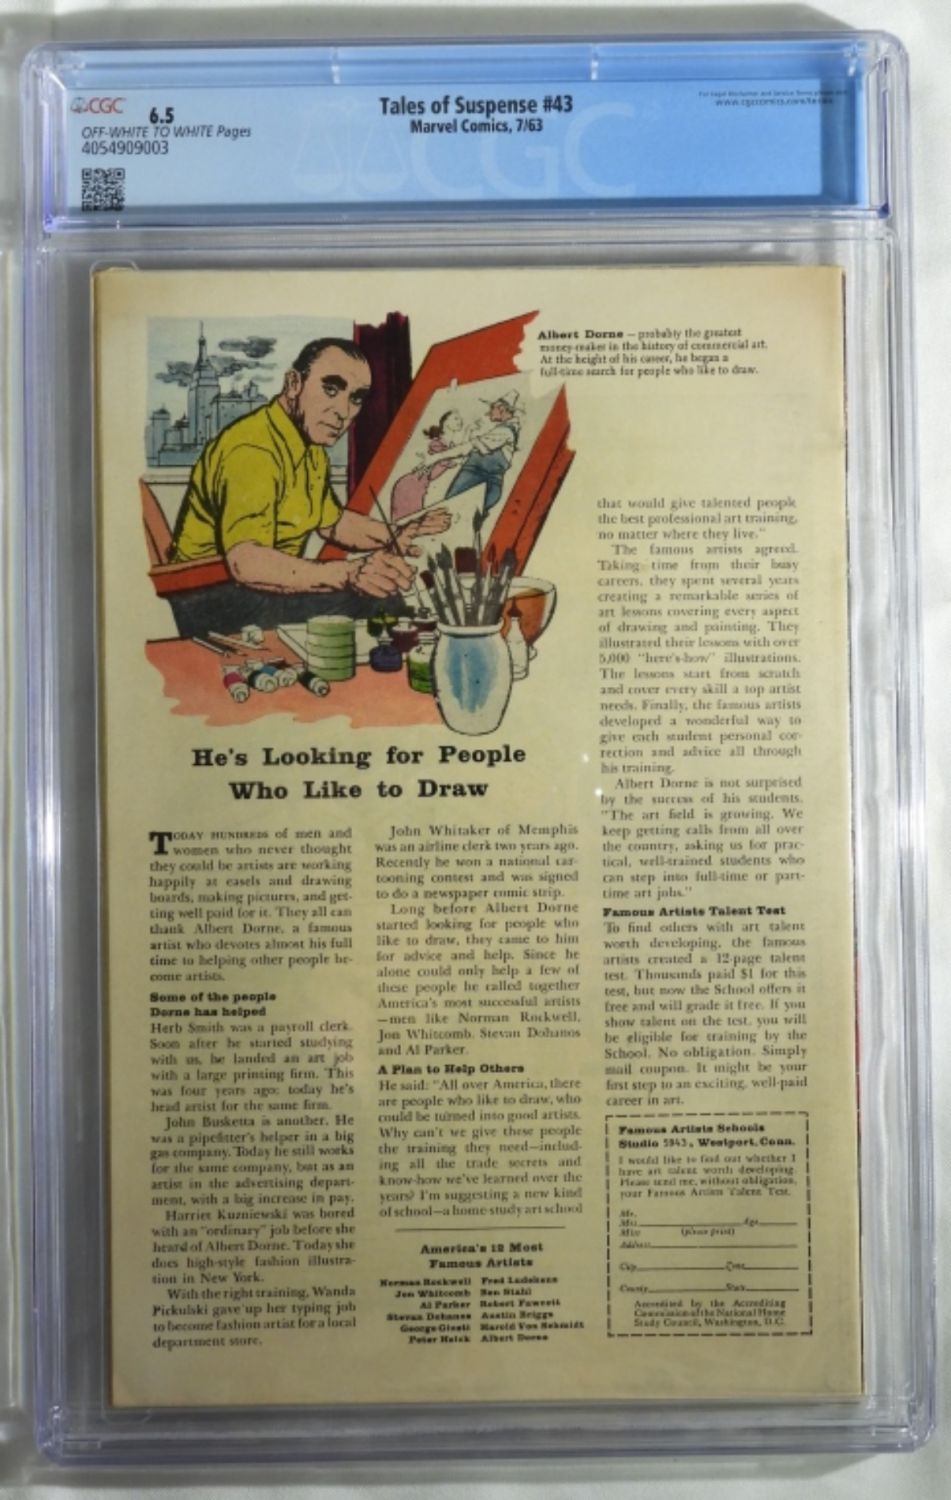 CGC
6.5
OFF-WHITE TO WHITE Pages
4054909003
Tales of Suspense #43
Marvel Comics, 7/63
CGC
Albert Dorne — probably the greatest
money-maker in the history of commercial art.
At the height of his career, he began a
full-time search for people who like to draw.
He's Looking for People
Who Like to Draw
TODAY HUNDREDS of men and
women who never thought
they could be artists are working
happily at easels and drawing
boards, making pictures, and get-
ting well paid for it. They all can
thank Albert Dorne, a famous
artist who devotes almost his full
time to helping other people be-
come artists.
Some of the people
Dorne has helped
Herb Smith was a payroll clerk.
Soon after he started studying
with us, he landed an art job
with a large printing firm. This
was four years ago; today he's
head artist for the same firm.
John Busketta is another. He
was a pipefitter's helper in a big
gas company. Today he still works
for the same company, but as an
artist in the advertising depart-
ment, with a big increase in pay.
Harriet Kuzniewski was bored
with an "ordinary" job before she
heard of Albert Dorne. Today she
does high-style fashion illustra-
tion in New York.
With the right training, Wanda
Pickulski gave up her typing job
to become fashion artist for a local
department store.
John Whitaker of Memphis
was an airline clerk two years ago.
Recently he won a national car-
tooning contest and was signed
to do a newspaper comic strip.
Long before Albert Dorne
started looking for people who
like to draw, they came to him
for advice and help. Since he
alone could only help a few of
these people he called together
America's most successful artists
—men like Norman Rockwell,
Jon Whitcomb, Stevan Dohanos
and Al Parker.
A Plan to Help Others
He said: "All over America, there
are people who like to draw, who
could be turned into good artists.
Why can't we give these people
the training they need—includ-
ing all the trade secrets and
know-how we've learned over the
years? I'm suggesting a new kind
of school—a home-study art school
America's 12 Most
Famous Artists
Norman Rockwell Fred Ludekens
Jon Whitcomb Ben Stahl
Al Parker Robert Fawcett
Stevan Dohanos Austin Briggs
George Giusti Harold Von Schmidt
Peter Helck Albert Dorne
that would give talented people
the best professional art training,
no matter where they live."
The famous artists agreed.
Taking time from their busy
careers, they spent several years
creating a remarkable series of
art lessons covering every aspect
of drawing and painting. They
illustrated their lessons with over
5,000 "here's-how" illustrations.
The lessons start from scratch
and cover every skill a top artist
needs. Finally, the famous artists
developed a wonderful way to
give each student personal cor-
rection and advice all through
his training.
Albert Dorne is not surprised
by the success of his students.
"The art field is growing. We
keep getting calls from all over
the country, asking us for prac-
tical, well-trained students who
can step into full-time or part-
time art jobs."
Famous Artists Talent Test
To find others with art talent
worth developing, the famous
artists created a 12-page talent
test. Thousands paid $1 for this
test, but now the School offers it
free and will grade it free. If you
show talent on the test, you will
be eligible for training by the
School. No obligation. Simply
mail coupon. It might be your
first step to an exciting, well-paid
career in art.
Famous Artists Schools
Studio 5943, Westport, Conn.
I would like to find out whether I
have art talent worth developing.
Please send me, without obligation,
your Famous Artists Talent Test.
Mr.
Mrs. Age
Miss (please print)
Address
City Zone
County State
Accredited by the Accrediting
Commission of the National Home
Study Council, Washington, D.C.